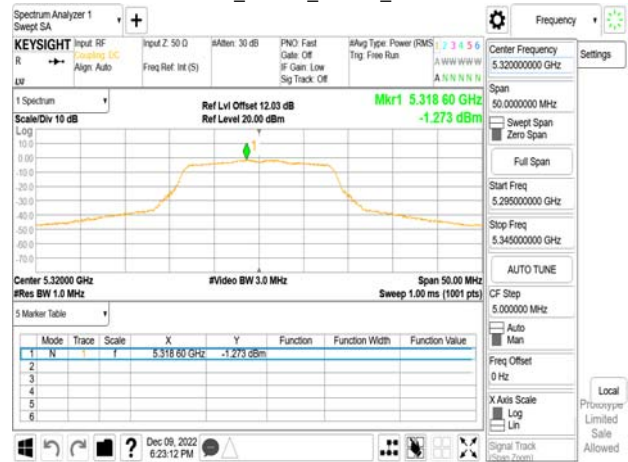 Spectrum Analyzer 1
Swept SA
Frequency
KEYSIGHT
R
LU
Input: RF
Coupling: DC
Align: Auto
Input Z: 50 Ω
Freq Ref: Int (S)
#Atten: 30 dB
PNO: Fast
Gate: Off
IF Gain: Low
Sig Track: Off
#Avg Type: Power (RMS
Trig: Free Run
1 2 3 4 5 6
A W W W W W
A N N N N N
1 Spectrum
Scale/Div 10 dB
Ref Lvl Offset 12.03 dB
Ref Level 20.00 dBm
Mkr1 5.318 60 GHz
-1.273 dBm
Log
1
10.0
0.00
-10.0
-20.0
-30.0
-40.0
-50.0
-60.0
-70.0
Center 5.32000 GHz
#Video BW 3.0 MHz
Span 50.00 MHz
#Res BW 1.0 MHz
Sweep 1.00 ms (1001 pts)
5 Marker Table
Mode Trace Scale X Y Function Function Width Function Value
1 N 1 f 5.318 60 GHz -1.273 dBm
2
3
4
5
6
Dec 09, 2022
6:23:12 PM
Center Frequency
5.320000000 GHz
Settings
Span
50.0000000 MHz
Swept Span
Zero Span
Full Span
Start Freq
5.295000000 GHz
Stop Freq
5.345000000 GHz
AUTO TUNE
CF Step
5.000000 MHz
Auto
Man
Freq Offset
0 Hz
X Axis Scale
Log
Lin
Signal Track
(Span Zoom)
Local
Prototype
Limited
Sale
Allowed